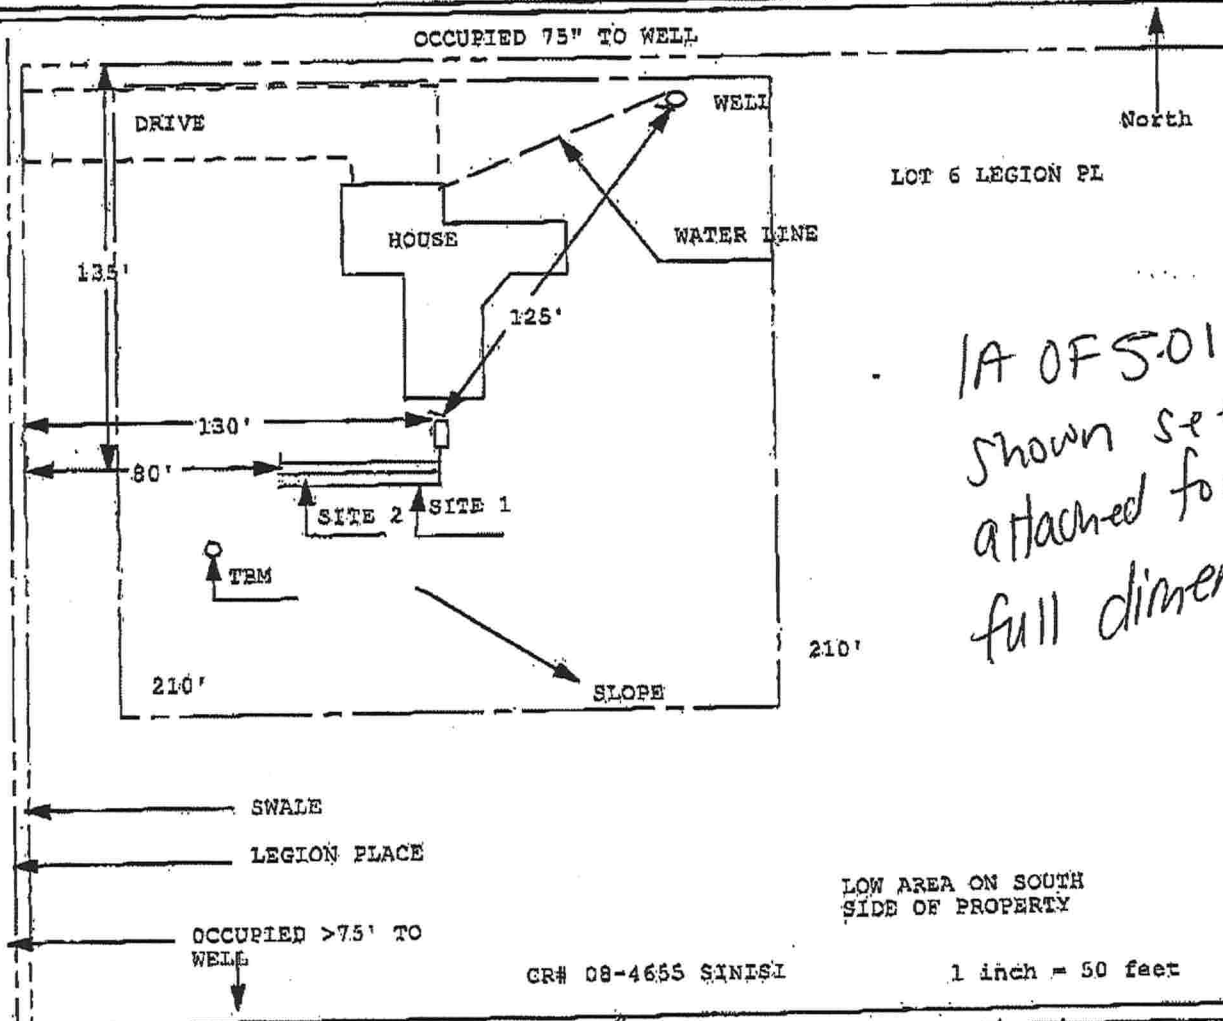 OCCUPIED 75" TO WELL
WELL
North
DRIVE
LOT 6 LEGION PL
HOUSE
WATER LINE
135'
125'
1A OF 5.01
shown
attached
full
130'
80'
SITE 2
SITE 1
TBM
210'
SLOPE
210'
SWALE
LEGION PLACE
LOW AREA ON SOUTH
SIDE OF PROPERTY
OCCUPIED >75' TO
WELL
CR# 08-4655 SINISI
1 inch = 50 feet